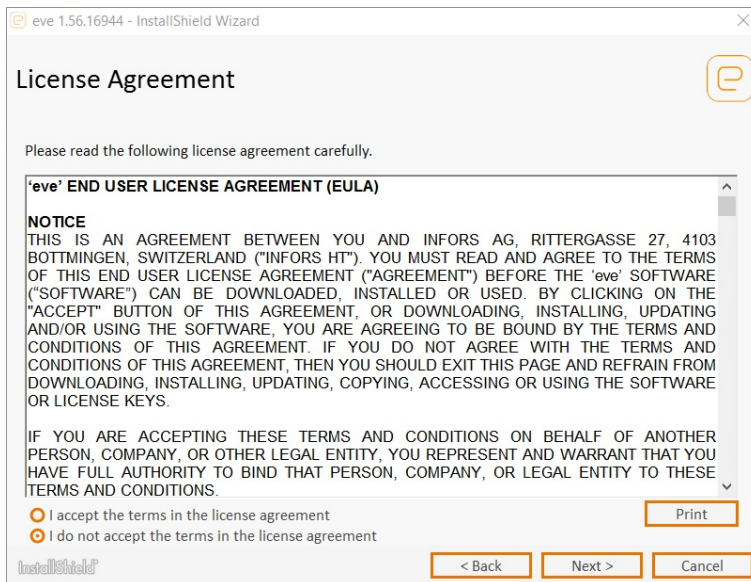 eve 1.56.16944 - InstallShield Wizard
License Agreement
Please read the following license agreement carefully.
‘eve’ END USER LICENSE AGREEMENT (EULA)
NOTICE
THIS IS AN AGREEMENT BETWEEN YOU AND INFORS AG, RITTERGASSE 27, 4103
BOTTMINGEN, SWITZERLAND ("INFORS HT"). YOU MUST READ AND AGREE TO THE TERMS
OF THIS END USER LICENSE AGREEMENT ("AGREEMENT") BEFORE THE ‘eve’ SOFTWARE
(“SOFTWARE”) CAN BE DOWNLOADED, INSTALLED OR USED. BY CLICKING ON THE
"ACCEPT" BUTTON OF THIS AGREEMENT, OR DOWNLOADING, INSTALLING, UPDATING
AND/OR USING THE SOFTWARE, YOU ARE AGREEING TO BE BOUND BY THE TERMS AND
CONDITIONS OF THIS AGREEMENT. IF YOU DO NOT AGREE WITH THE TERMS AND
CONDITIONS OF THIS AGREEMENT, THEN YOU SHOULD EXIT THIS PAGE AND REFRAIN FROM
DOWNLOADING, INSTALLING, UPDATING, COPYING, ACCESSING OR USING THE SOFTWARE
OR LICENSE KEYS.
IF YOU ARE ACCEPTING THESE TERMS AND CONDITIONS ON BEHALF OF ANOTHER
PERSON, COMPANY, OR OTHER LEGAL ENTITY, YOU REPRESENT AND WARRANT THAT YOU
HAVE FULL AUTHORITY TO BIND THAT PERSON, COMPANY, OR LEGAL ENTITY TO THESE
TERMS AND CONDITIONS.
I accept the terms in the license agreement
Print
I do not accept the terms in the license agreement
InstallShield
< Back
Next >
Cancel